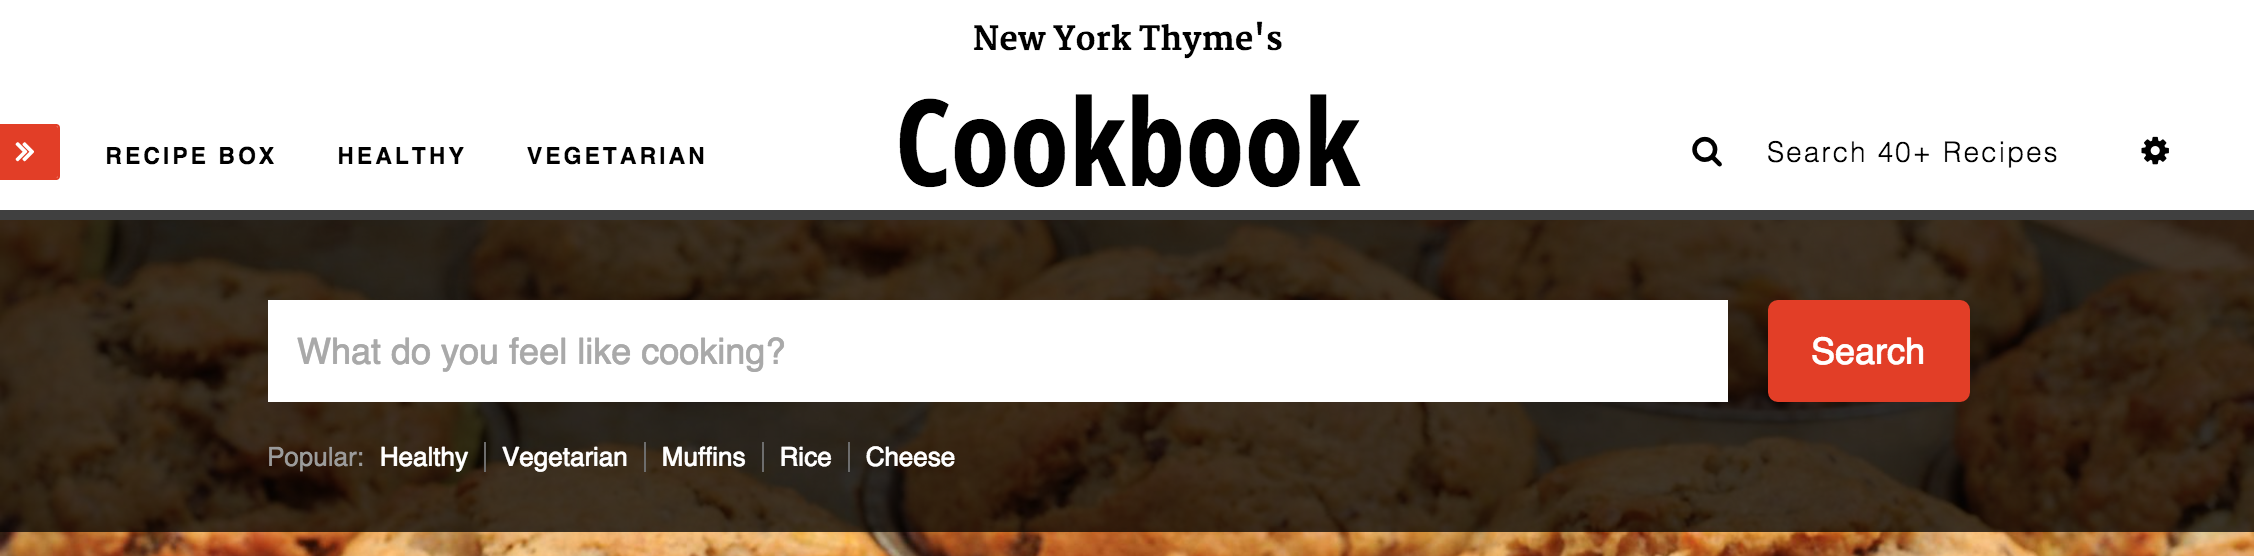 New York Thyme's
Cookbook
RECIPE BOX HEALTHY VEGETARIAN
Search 40+ Recipes
What do you feel like cooking?
Search
Popular: Healthy | Vegetarian | Muffins | Rice | Cheese